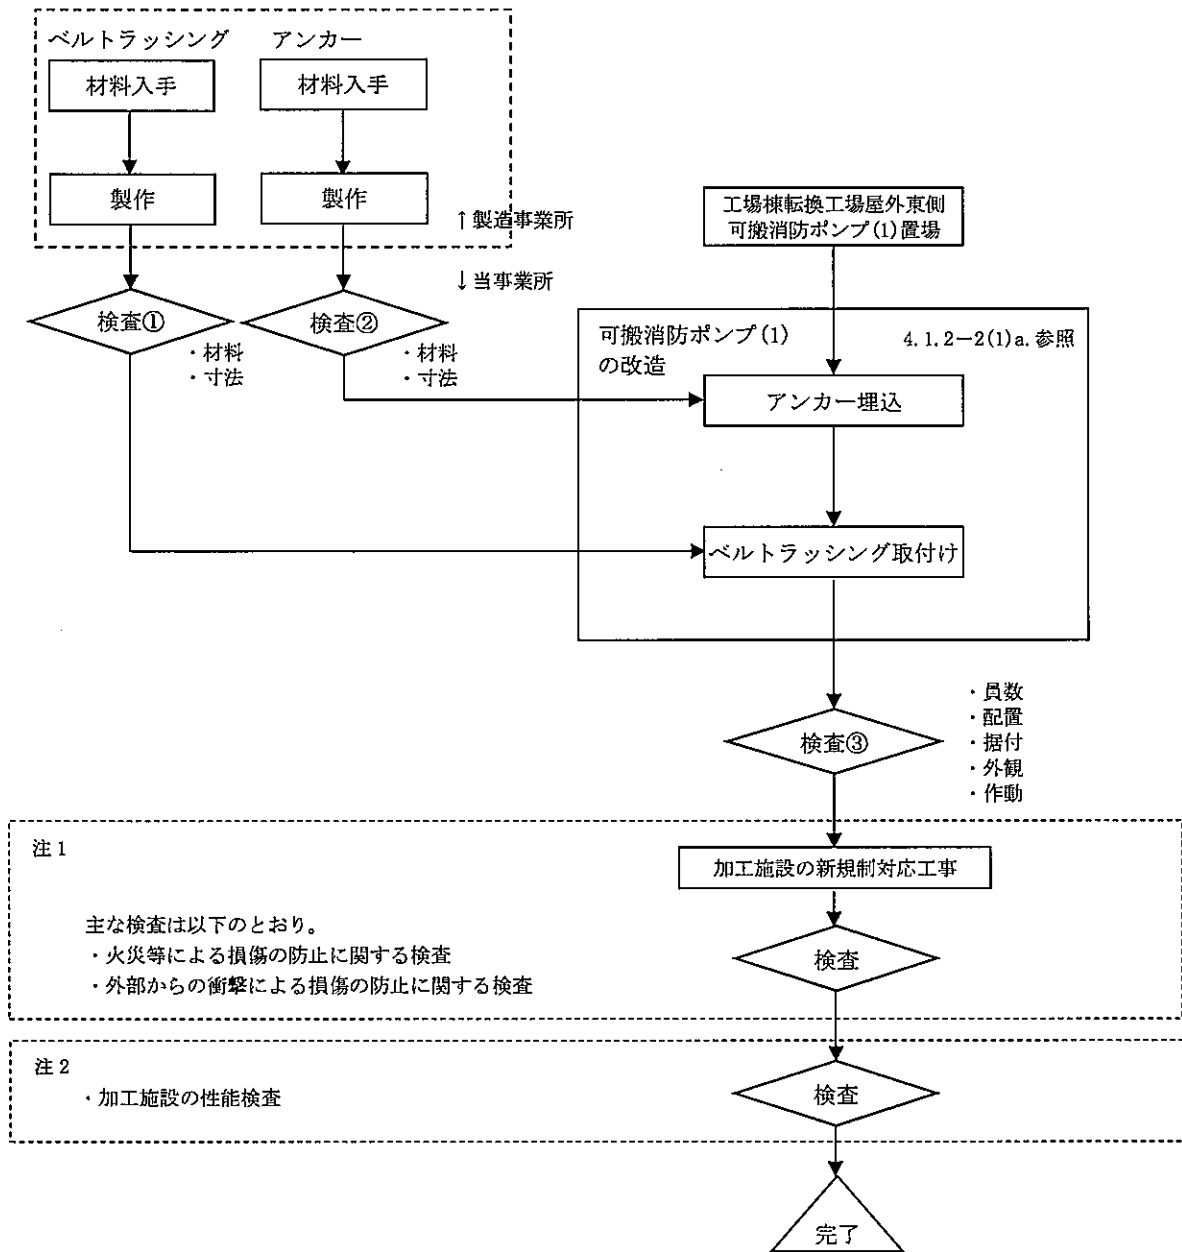 ベルトラッシング
アンカー
材料入手
材料入手
製作
製作
↑製造事業所
↓当事業所
工場棟転換工場屋外東側
可搬消防ポンプ(1)置場
検査①
・材料
・寸法
検査②
・材料
・寸法
可搬消防ポンプ(1)
の改造
4.1.2-2(1)a.参照
アンカー埋込
ベルトラッシング取付け
検査③
・員数
・配置
・据付
・外観
・作動
注1
加工施設の新規制対応工事
主な検査は以下のとおり。
・火災等による損傷の防止に関する検査
・外部からの衝撃による損傷の防止に関する検査
検査
注2
・加工施設の性能検査
検査
完了